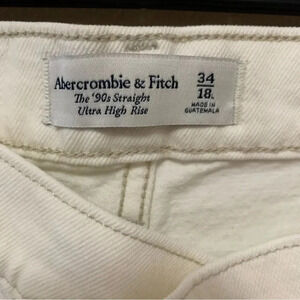 Abercrombie & Fitch
The '90s Straight
Ultra High Rise
34
18.
MADE IN
GUATEMALA